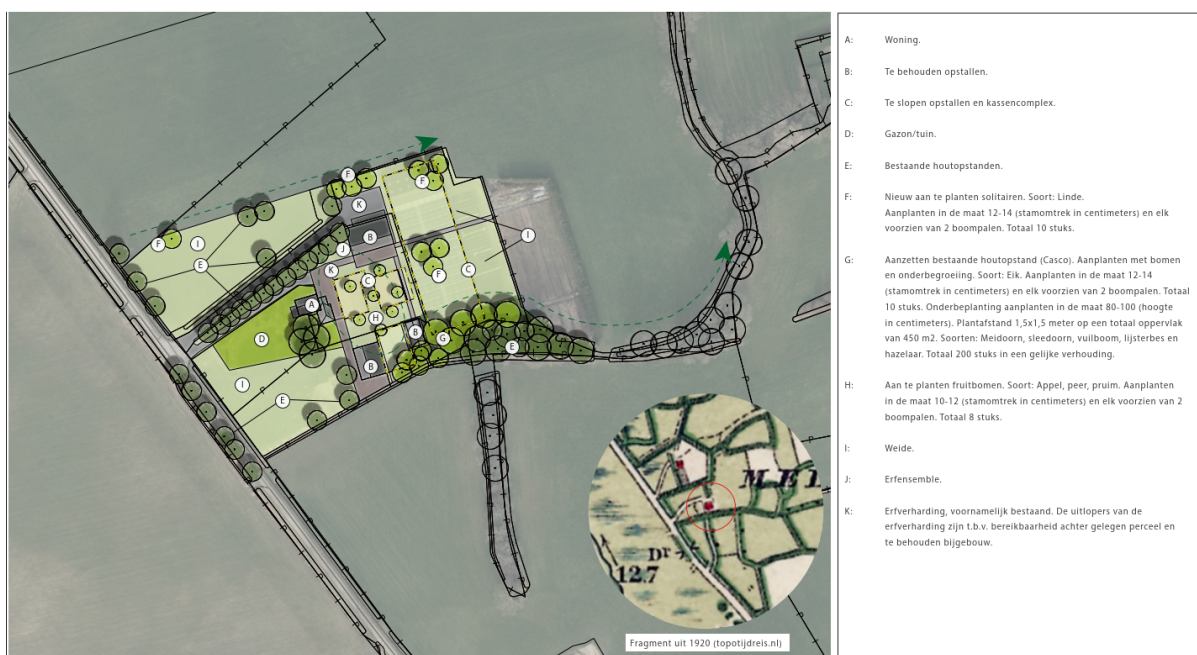 F
F
K
F
F
I
B
E
J
I
K
C
F
C
H
A
B
G
D
E
B
I
E
MEL
Dr
12.7
Fragment uit 1920 (topotijdreis.nl)
A: Woning.
B: Te behouden opstallen.
C: Te slopen opstallen en kassencomplex.
D: Gazon/tuin.
E: Bestaande houtopstanden.
F: Nieuw aan te planten solitairen. Soort: Linde.
Aanplanten in de maat 12-14 (stamomtrek in centimeters) en elk
voorzien van 2 boompalen. Totaal 10 stuks.
G: Aanzetten bestaande houtopstand (Casco). Aanplanten met bomen
en onderbegroeiing. Soort: Eik. Aanplanten in de maat 12-14
(stamomtrek in centimeters) en elk voorzien van 2 boompalen. Totaal
10 stuks. Onderbeplanting aanplanten in de maat 80-100 (hoogte
in centimeters). Plantafstand 1,5x1,5 meter op een totaal oppervlak
van 450 m2. Soorten: Meidoorn, sleedoorn, vuilboom, lijsterbes en
hazelaar. Totaal 200 stuks in een gelijke verhouding.
H: Aan te planten fruitbomen. Soort: Appel, peer, pruim. Aanplanten
in de maat 10-12 (stamomtrek in centimeters) en elk voorzien van 2
boompalen. Totaal 8 stuks.
I: Weide.
J: Erfensemble.
K: Erfverharding, voornamelijk bestaand. De uitlopers van de
erfverharding zijn t.b.v. bereikbaarheid achter gelegen perceel en
te behouden bijgebouw.